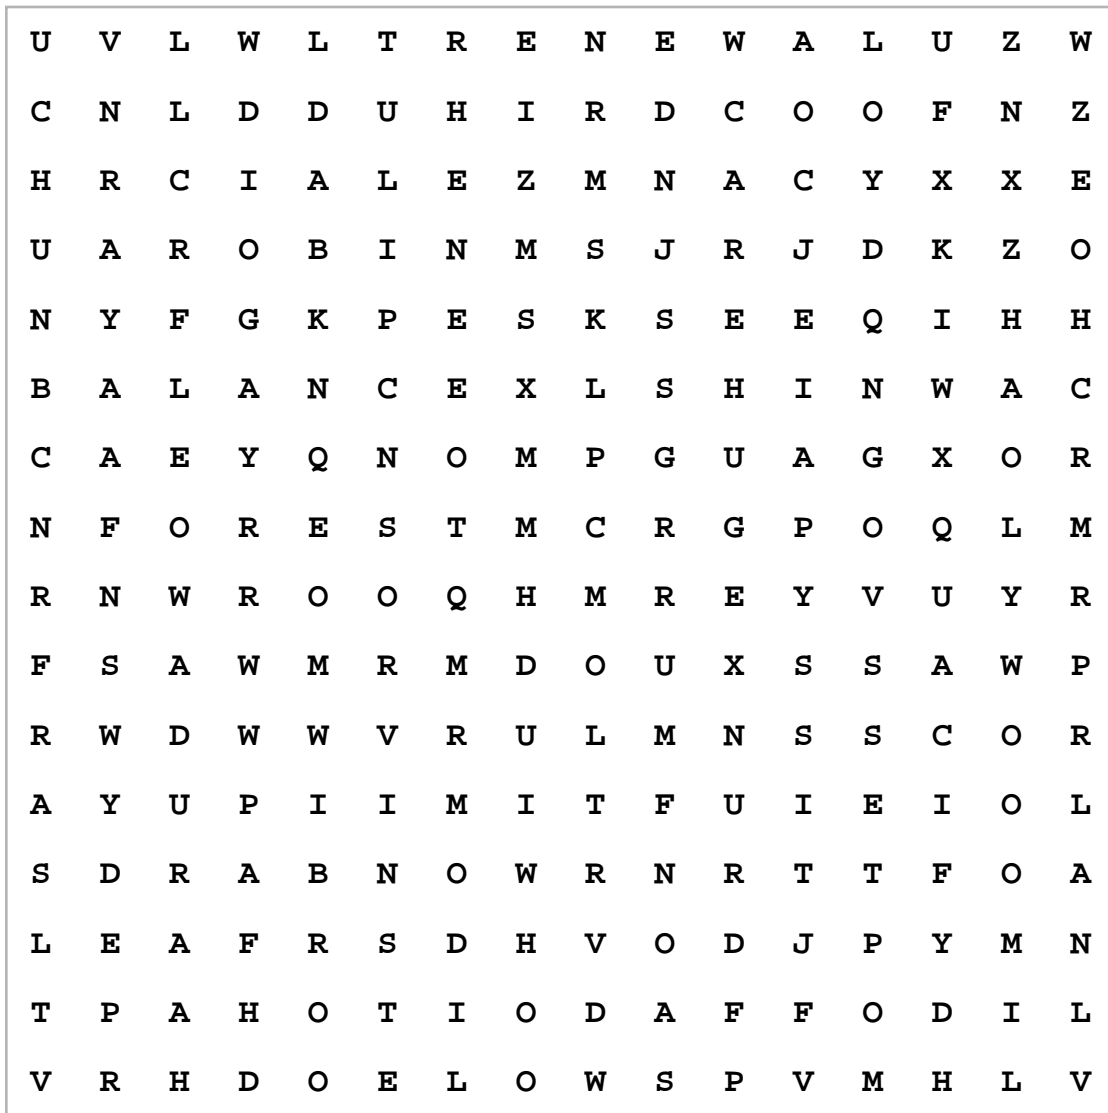 U V L W L T R E N E W A L U Z W
C N L D D U H I R D C O O F N Z
H R C I A L E Z M N A C Y X X E
U A R O B I N M S J R J D K Z O
N Y F G K P E S K S E E Q I H H
B A L A N C E X L S H I N W A C
C A E Y Q N O M P G U A G X O R
N F O R E S T M C R G P O Q L M
R N W R O O Q H M R E Y V U Y R
F S A W M R M D O U X S S A W P
R W D W W V R U L M N S S C O R
A Y U P I I M I T F U I E I O L
S D R A B N O W R N R T T F O A
L E A F R S D H V O D J P Y M N
T P A H O T I O D A F F O D I L
V R H D O E L O W S P V M H L V